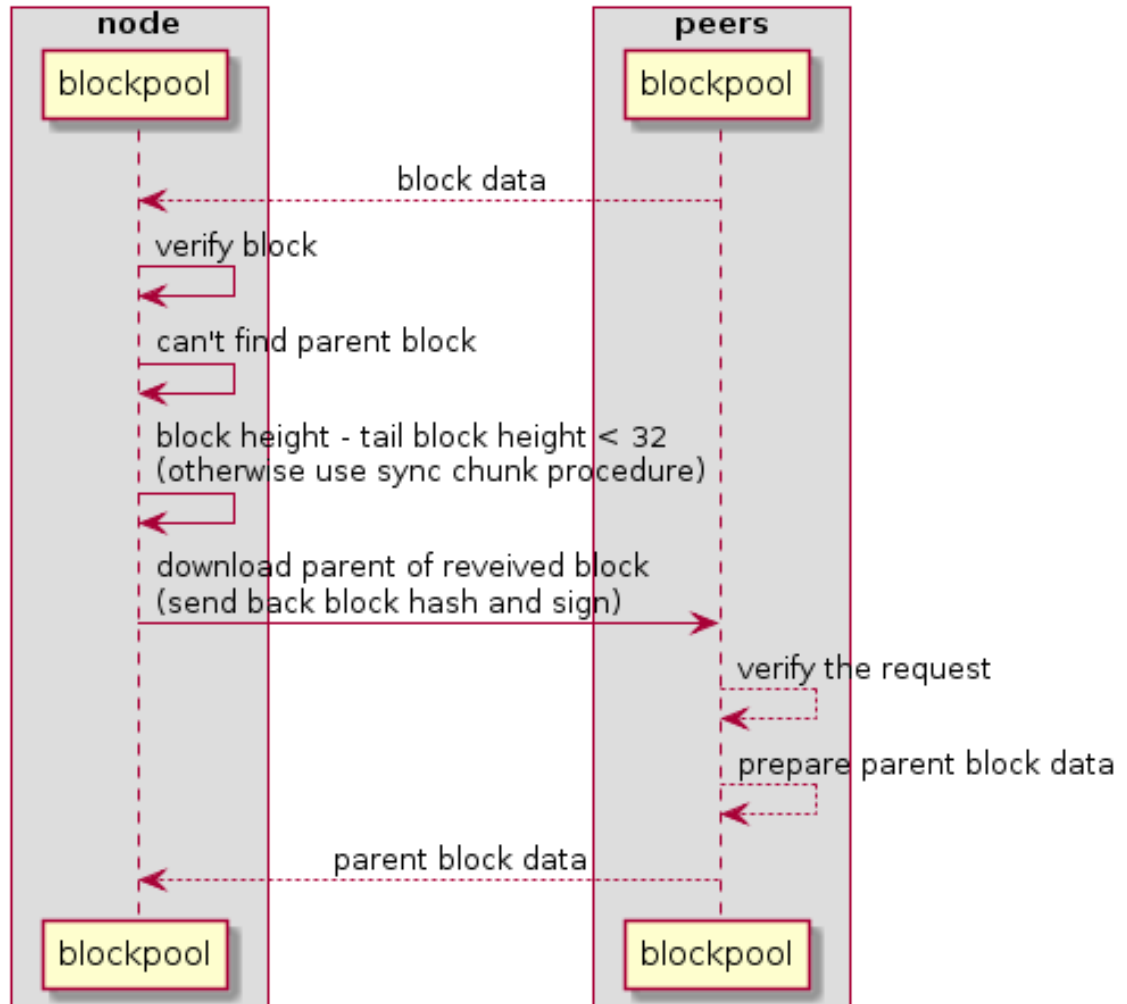 node
peers
blockpool
blockpool
block data
verify block
can't find parent block
block height - tail block height < 32
(otherwise use sync chunk procedure)
download parent of reveived block
(send back block hash and sign)
verify the request
prepare parent block data
parent block data
blockpool
blockpool